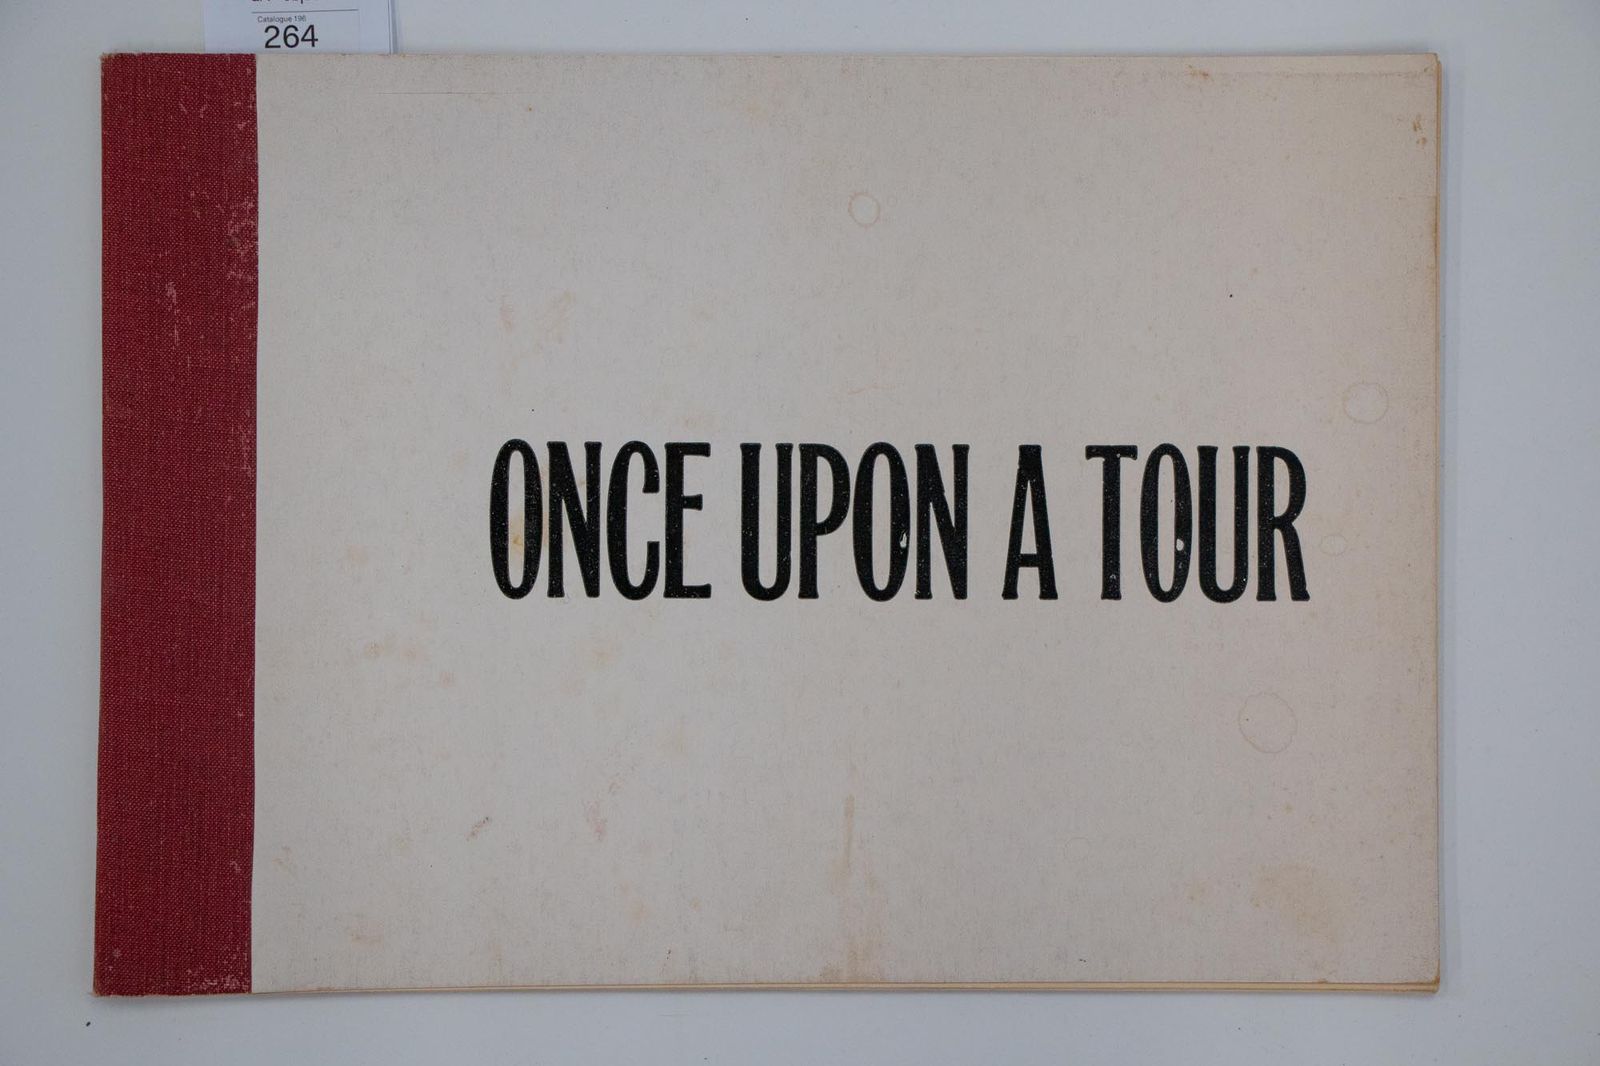 Catalogue 196
264
ONCE UPON A TOUR